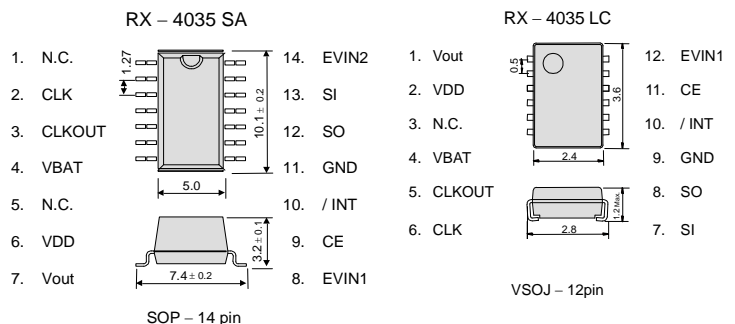 RX – 4035 SA
1. N.C.
2. CLK
3. CLKOUT
4. VBAT
5. N.C.
6. VDD
7. Vout
1.27
10.1 ± 0.2
5.0
3.2 ± 0.1
7.4 ± 0.2
14. EVIN2
13. SI
12. SO
11. GND
10. / INT
9. CE
8. EVIN1
SOP – 14 pin
RX – 4035 LC
1. Vout
2. VDD
3. N.C.
4. VBAT
5. CLKOUT
6. CLK
0.5
3.6
2.4
1.2 Max.
2.8
12. EVIN1
11. CE
10. / INT
9. GND
8. SO
7. SI
VSOJ – 12pin